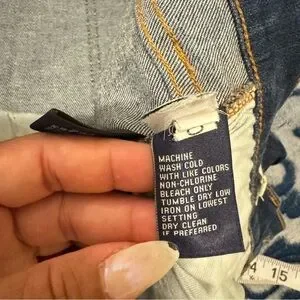 MACHINE
WASH COLD
WITH LIKE COLORS
NON-CHLORINE
BLEACH ONLY
TUMBLE DRY LOW
IRON ON LOWEST
SETTING
DRY CLEAN
IF PREFERRED
4 15